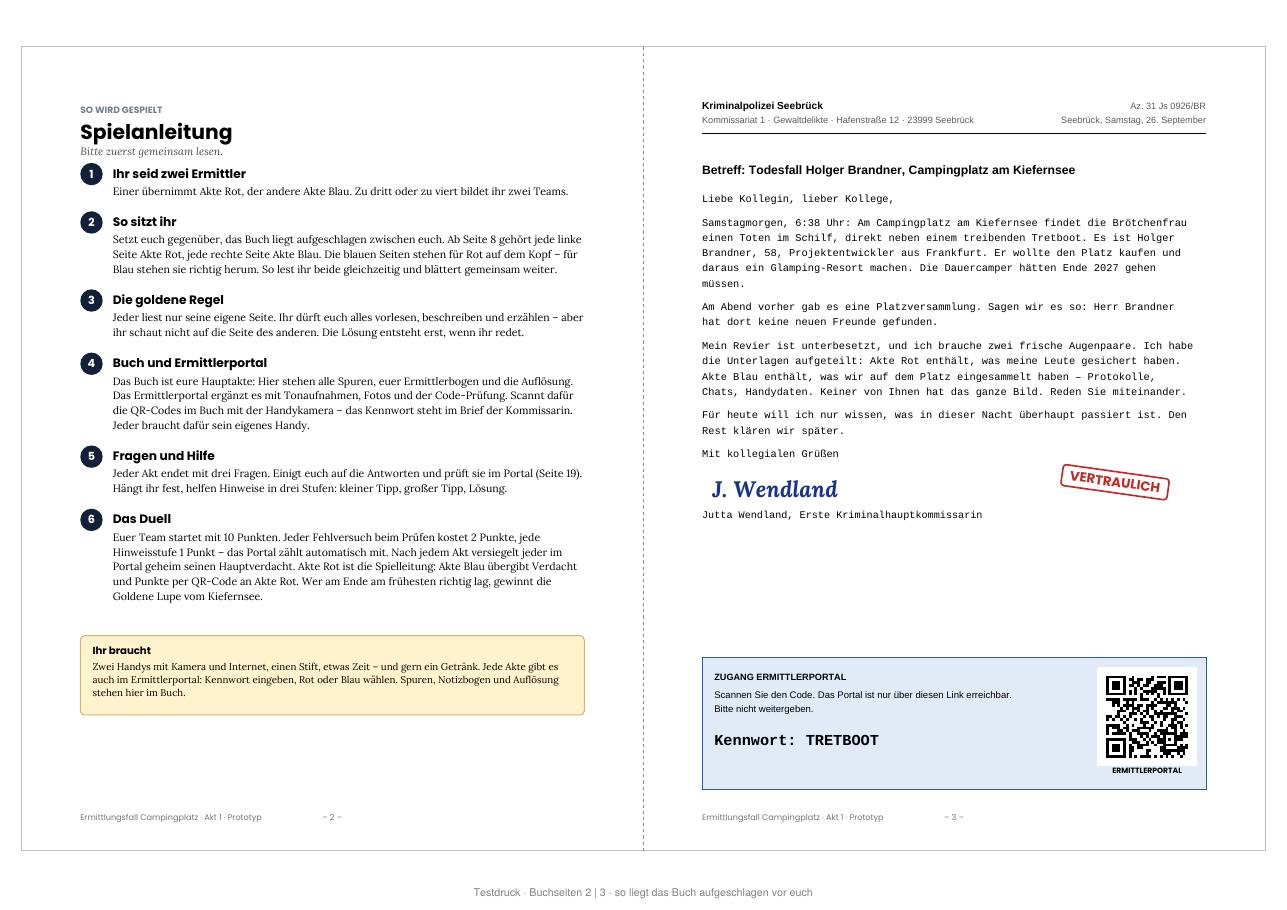 SO WIRD GESPIELT
Spielanleitung
Bitte zuerst gemeinsam lesen.
1 Ihr seid zwei Ermittler
Einer übernimmt Akte Rot, der andere Akte Blau. Zu dritt oder zu viert bildet ihr zwei Teams.
2 So sitzt ihr
Setzt euch gegenüber, das Buch liegt aufgeschlagen zwischen euch. Ab Seite 8 gehört jede linke
Seite Akte Rot, jede rechte Seite Akte Blau. Die blauen Seiten stehen für Rot auf dem Kopf – für
Blau stehen sie richtig herum. So lest ihr beide gleichzeitig und blättert gemeinsam weiter.
3 Die goldene Regel
Jeder liest nur seine eigene Seite. Ihr dürft euch alles vorlesen, beschreiben und erzählen – aber
ihr schaut nicht auf die Seite des anderen. Die Lösung entsteht erst, wenn ihr redet.
4 Buch und Ermittlerportal
Das Buch ist eure Hauptakte: Hier stehen alle Spuren, euer Ermittlerbogen und die Auflösung.
Das Ermittlerportal ergänzt es mit Tonaufnahmen, Fotos und der Code-Prüfung. Scannt dafür
die QR-Codes im Buch mit der Handykamera – das Kennwort steht im Brief der Kommissarin.
Jeder braucht dafür sein eigenes Handy.
5 Fragen und Hilfe
Jeder Akt endet mit drei Fragen. Einigt euch auf die Antworten und prüft sie im Portal (Seite 19).
Hängt ihr fest, helfen Hinweise in drei Stufen: kleiner Tipp, großer Tipp, Lösung.
6 Das Duell
Euer Team startet mit 10 Punkten. Jeder Fehlversuch beim Prüfen kostet 2 Punkte, jede
Hinweisstufe 1 Punkt – das Portal zählt automatisch mit. Nach jedem Akt versiegelt jeder im
Portal geheim seinen Hauptverdacht. Akte Rot ist die Spielleitung: Akte Blau übergibt Verdacht
und Punkte per QR-Code an Akte Rot. Wer am Ende am frühesten richtig lag, gewinnt die
Goldene Lupe vom Kiefernsee.
Ihr braucht
Zwei Handys mit Kamera und Internet, einen Stift, etwas Zeit – und gern ein Getränk. Jede Akte gibt es
auch im Ermittlerportal: Kennwort eingeben, Rot oder Blau wählen. Spuren, Notizbogen und Auflösung
stehen hier im Buch.
Ermittlungsfall Campingplatz · Akt 1 · Prototyp – 2 –
Kriminalpolizei Seebrück Az. 31 Js 0926/BR
Kommissariat 1 · Gewaltdelikte · Hafenstraße 12 · 23999 Seebrück Seebrück, Samstag, 26. September
Betreff: Todesfall Holger Brandner, Campingplatz am Kiefernsee
Liebe Kollegin, lieber Kollege,
Samstagmorgen, 6:38 Uhr: Am Campingplatz am Kiefernsee findet die Brötchenfrau
einen Toten im Schilf, direkt neben einem treibenden Tretboot. Es ist Holger
Brandner, 58, Projektentwickler aus Frankfurt. Er wollte den Platz kaufen und
daraus ein Glamping-Resort machen. Die Dauercamper hätten Ende 2027 gehen
müssen.
Am Abend vorher gab es eine Platzversammlung. Sagen wir es so: Herr Brandner
hat dort keine neuen Freunde gefunden.
Mein Revier ist unterbesetzt, und ich brauche zwei frische Augenpaare. Ich habe
die Unterlagen aufgeteilt: Akte Rot enthält, was meine Leute gesichert haben.
Akte Blau enthält, was wir auf dem Platz eingesammelt haben – Protokolle,
Chats, Handydaten. Keiner von Ihnen hat das ganze Bild. Reden Sie miteinander.
Für heute will ich nur wissen, was in dieser Nacht überhaupt passiert ist. Den
Rest klären wir später.
Mit kollegialen Grüßen
J. Wendland
VERTRAULICH
Jutta Wendland, Erste Kriminalhauptkommissarin
ZUGANG ERMITTLERPORTAL
Scannen Sie den Code. Das Portal ist nur über diesen Link erreichbar.
Bitte nicht weitergeben.
Kennwort: TRETBOOT
ERMITTLERPORTAL
Ermittlungsfall Campingplatz · Akt 1 · Prototyp – 3 –
Testdruck · Buchseiten 2 | 3 · so liegt das Buch aufgeschlagen vor euch